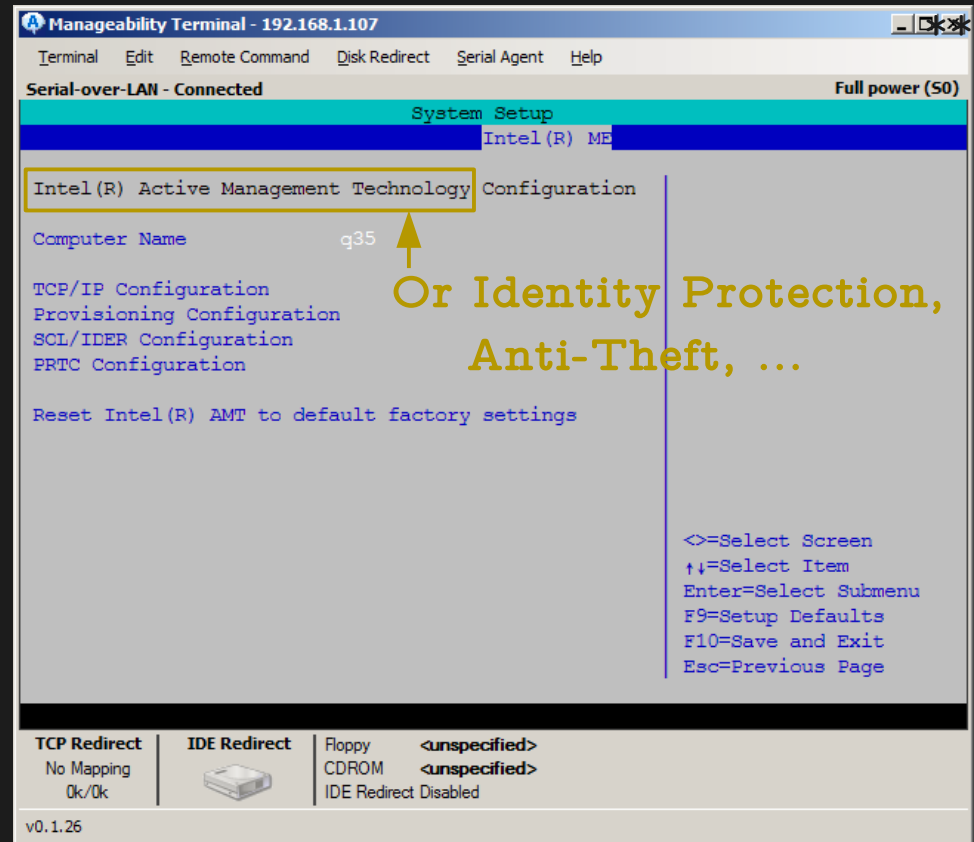 Manageability Terminal - 192.168.1.107
**
Terminal Edit Remote Command Disk Redirect Serial Agent Help
Serial-over-LAN - Connected Full power (S0)
System Setup
Intel(R) ME
Intel(R) Active Management Technology Configuration
Computer Name q35
Or Identity Protection,
Anti-Theft, ...
TCP/IP Configuration
Provisioning Configuration
SOL/IDER Configuration
PRTC Configuration
Reset Intel(R) AMT to default factory settings
<>=Select Screen
↑↓=Select Item
Enter=Select Submenu
F9=Setup Defaults
F10=Save and Exit
Esc=Previous Page
TCP Redirect
No Mapping
0k/0k
IDE Redirect
Floppy <unspecified>
CDROM <unspecified>
IDE Redirect Disabled
v0.1.26